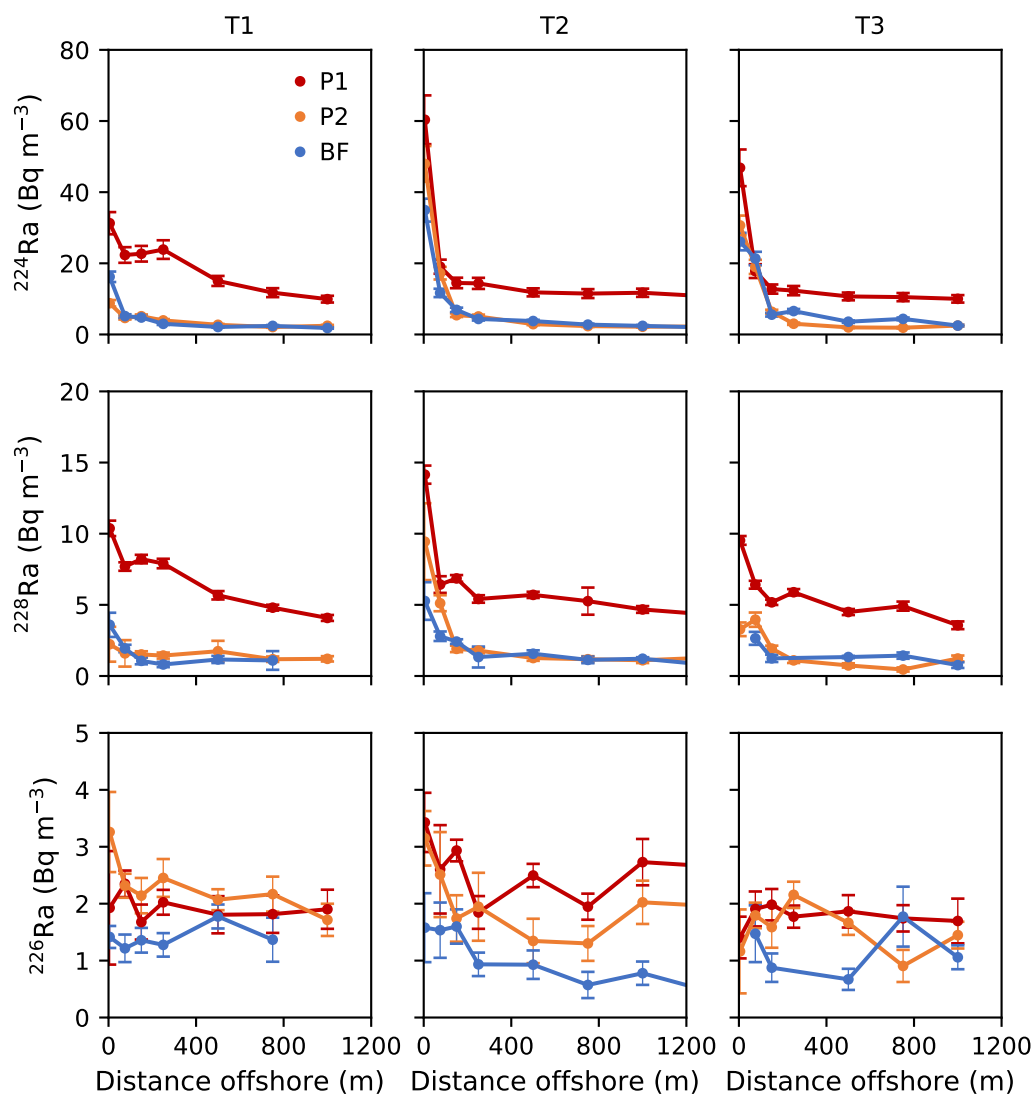 T1 T2 T3
80
60
40
20
0
²²⁴Ra (Bq m⁻³)
P1
P2
BF
20
15
10
5
0
²²⁸Ra (Bq m⁻³)
5
4
3
2
1
0
²²⁶Ra (Bq m⁻³)
0 400 800 1200 0 400 800 1200 0 400 800 1200
Distance offshore (m) Distance offshore (m) Distance offshore (m)